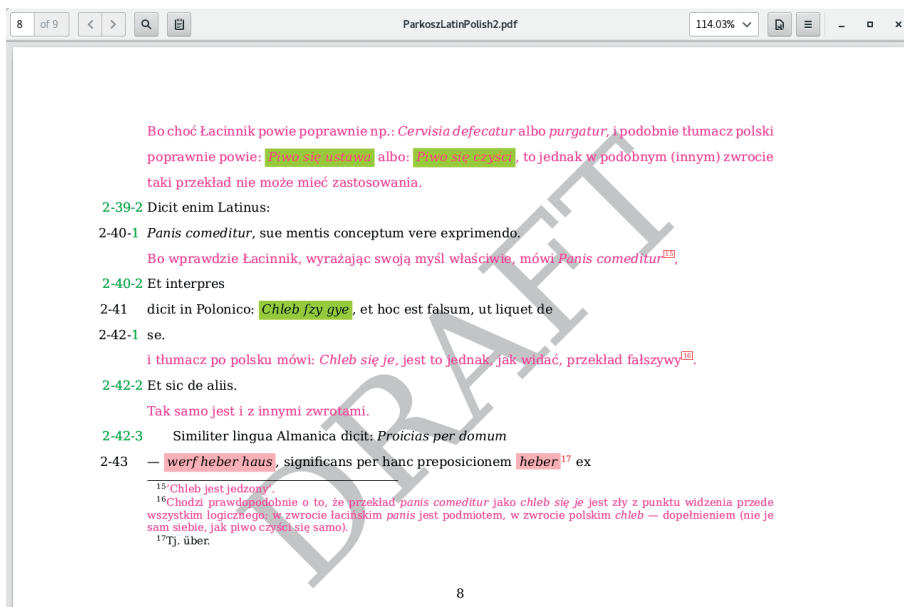 8 of 9 ParkoszLatinPolish2.pdf 114.03%
Bo choć Łacinnik powie poprawnie np.: Cervisia defecatur albo purgatur, i podobnie tłumacz polski
poprawnie powie: Piwo się ustawa albo: Piwo się czyści, to jednak w podobnym (innym) zwrocie
taki przekład nie może mieć zastosowania.
2-39-2 Dicit enim Latinus:
2-40-1 Panis comeditur, sue mentis conceptum vere exprimendo.
Bo wprawdzie Łacinnik, wyrażając swoją myśl właściwie, mówi Panis comeditur15,
2-40-2 Et interpres
2-41 dicit in Polonico: Chleb ſzy gye, et hoc est falsum, ut liquet de
2-42-1 se.
i tłumacz po polsku mówi: Chleb się je, jest to jednak, jak widać, przekład fałszywy16.
2-42-2 Et sic de aliis.
Tak samo jest i z innymi zwrotami.
2-42-3 Similiter lingua Almanica dicit: Proicias per domum
2-43 — werf heber haus, significans per hanc preposicionem heber17 ex
15'Chleb jest jedzony'.
16Chodzi prawdopodobnie o to, że przekład panis comeditur jako chleb się je jest zły z punktu widzenia przede
wszystkim logicznego; w zwrocie łacińskim panis jest podmiotem, w zwrocie polskim chleb — dopełnieniem (nie je
sam siebie, jak piwo czyści się samo).
17Tj. über.
DRAFT
8